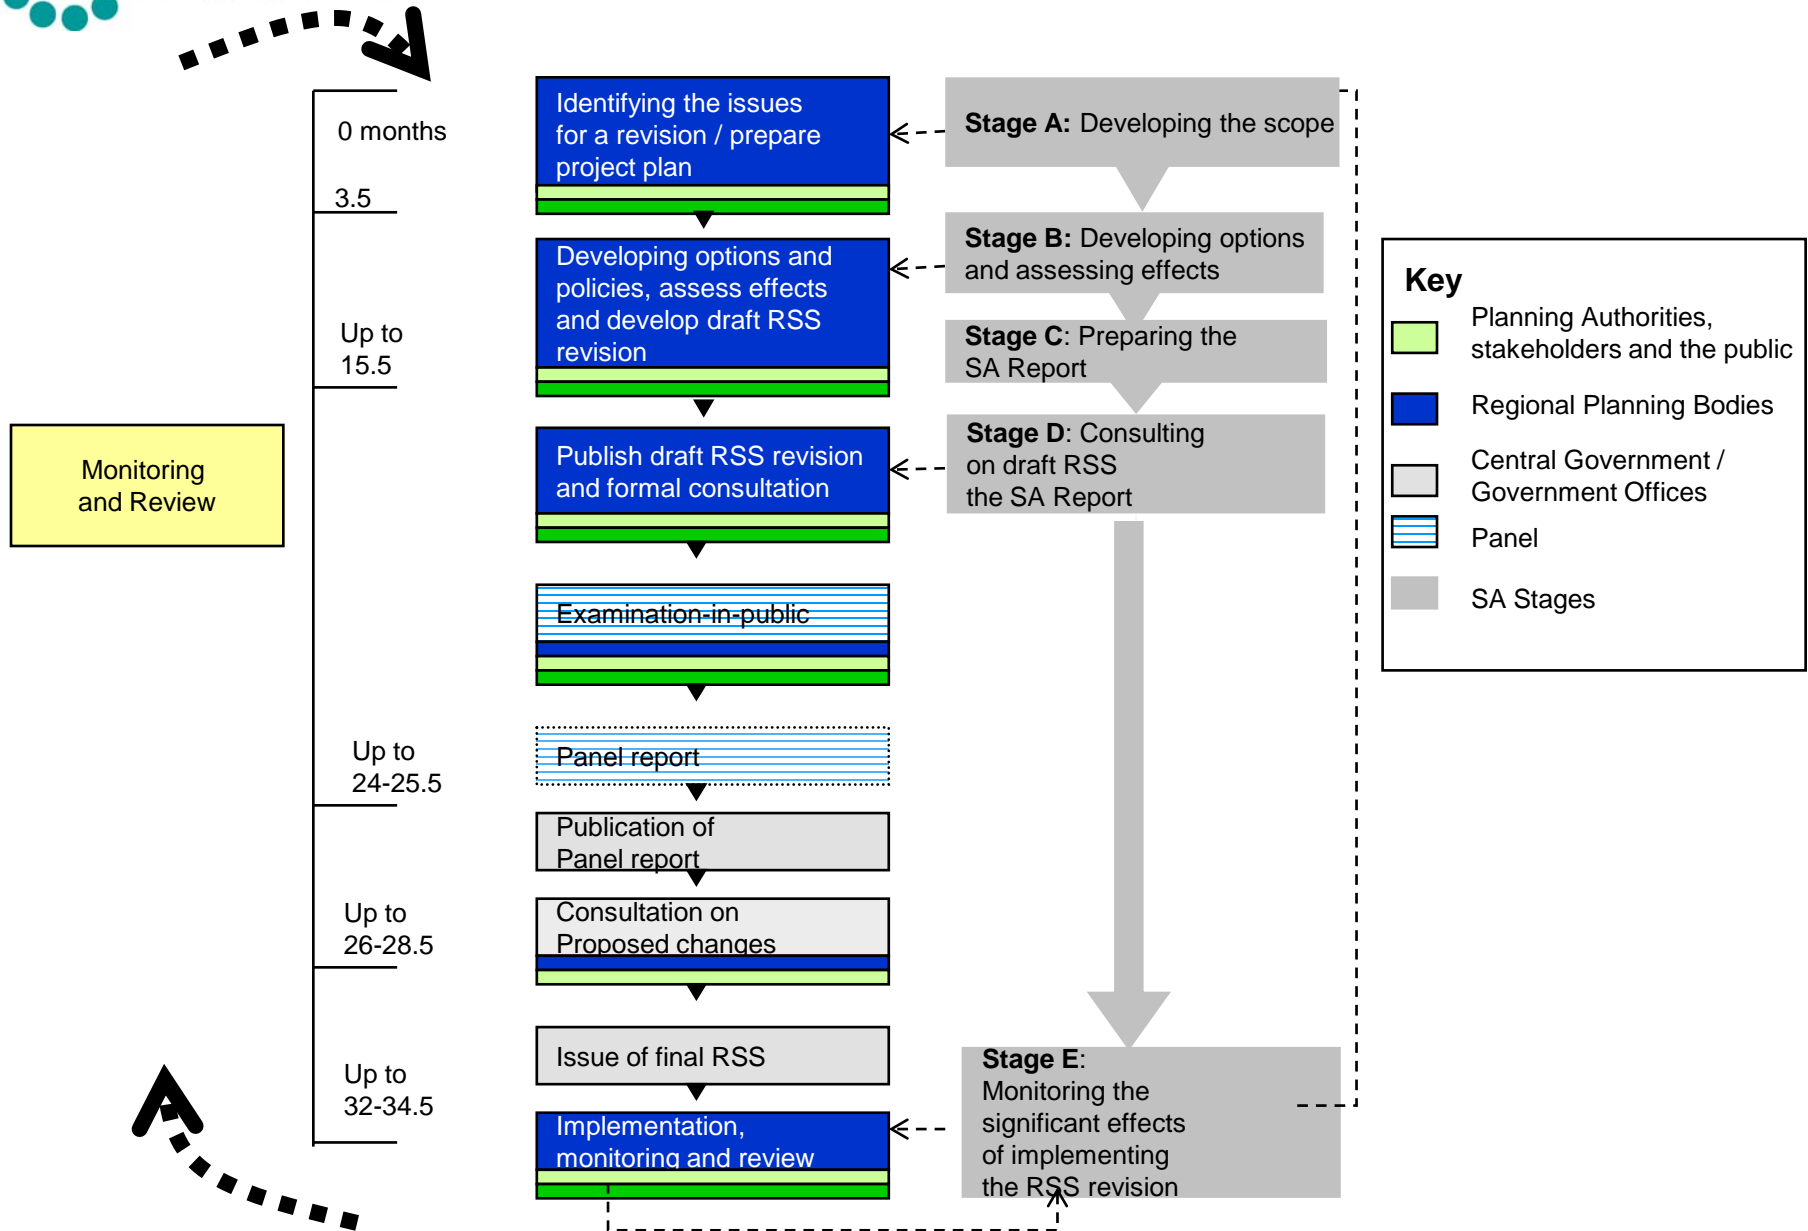 0 months
3.5
Up to
15.5
Up to
24-25.5
Up to
26-28.5
Up to
32-34.5
Monitoring
and Review
Identifying the issues
for a revision / prepare
project plan
Developing options and
policies, assess effects
and develop draft RSS
revision
Publish draft RSS revision
and formal consultation
Examination-in-public
Panel report
Publication of
Panel report
Consultation on
Proposed changes
Issue of final RSS
Implementation,
monitoring and review
Stage A: Developing the scope
Stage B: Developing options
and assessing effects
Stage C: Preparing the
SA Report
Stage D: Consulting
on draft RSS
the SA Report
Stage E:
Monitoring the
significant effects
of implementing
the RSS revision
Key
Planning Authorities,
stakeholders and the public
Regional Planning Bodies
Central Government /
Government Offices
Panel
SA Stages